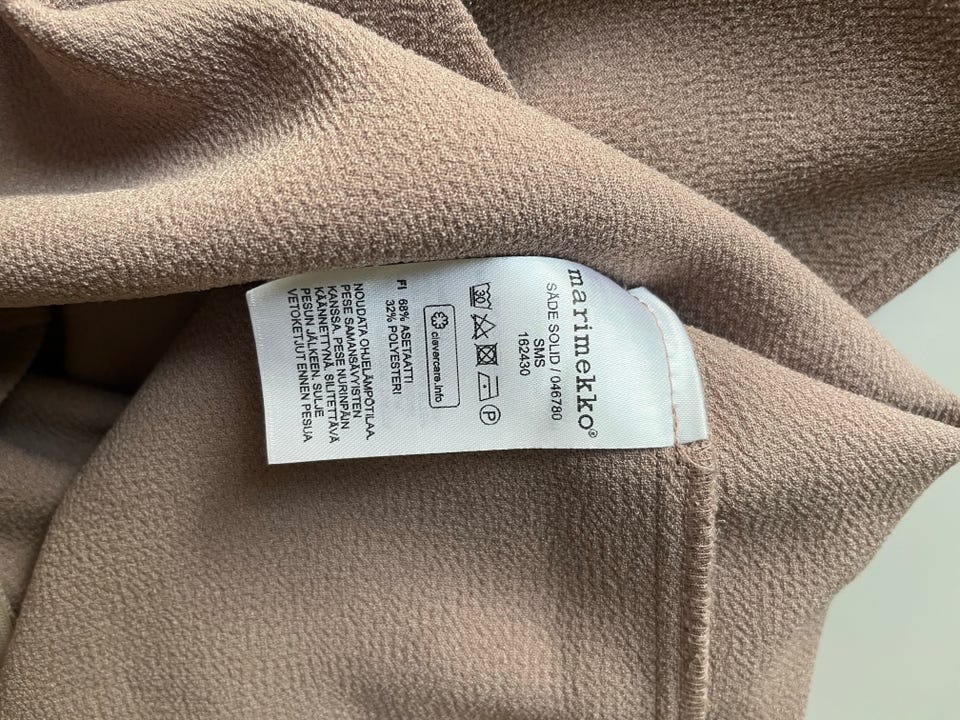 marimekko®
SÄDE SOLID / 046780
SMS
162430
30 P
clevercare.info
FI 68% ASETAATTI
32% POLYESTERI
NOUDATA OHJELÄMPÖTILAA.
PESE SAMANSÄVYISTEN
KANSSA. PESE NURINPÄIN
KÄÄNNETTYNÄ. SILITETTÄVÄ
PESUN JÄLKEEN. SULJE
VETOKETJUT ENNEN PESUA